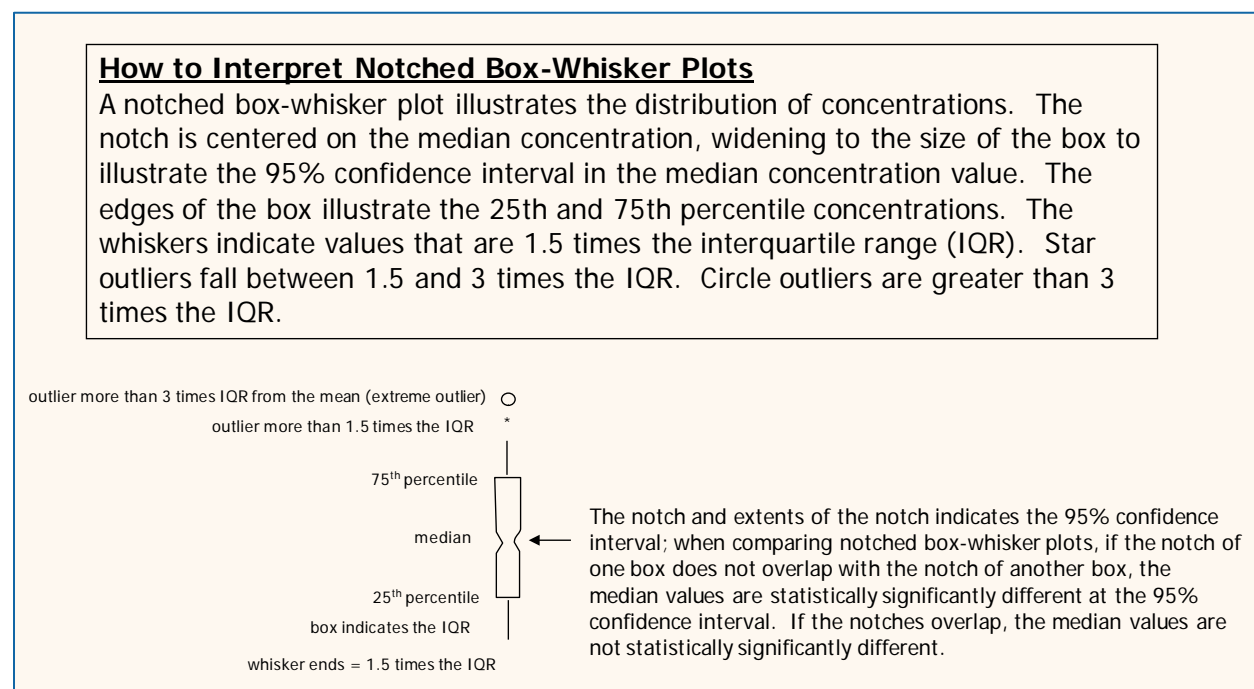 How to Interpret Notched Box-Whisker Plots
A notched box-whisker plot illustrates the distribution of concentrations. The
notch is centered on the median concentration, widening to the size of the box to
illustrate the 95% confidence interval in the median concentration value. The
edges of the box illustrate the 25th and 75th percentile concentrations. The
whiskers indicate values that are 1.5 times the interquartile range (IQR). Star
outliers fall between 1.5 and 3 times the IQR. Circle outliers are greater than 3
times the IQR.
outlier more than 3 times IQR from the mean (extreme outlier)
outlier more than 1.5 times the IQR
75th percentile
median
25th percentile
box indicates the IQR
whisker ends = 1.5 times the IQR
The notch and extents of the notch indicates the 95% confidence
interval; when comparing notched box-whisker plots, if the notch of
one box does not overlap with the notch of another box, the
median values are statistically significantly different at the 95%
confidence interval. If the notches overlap, the median values are
not statistically significantly different.